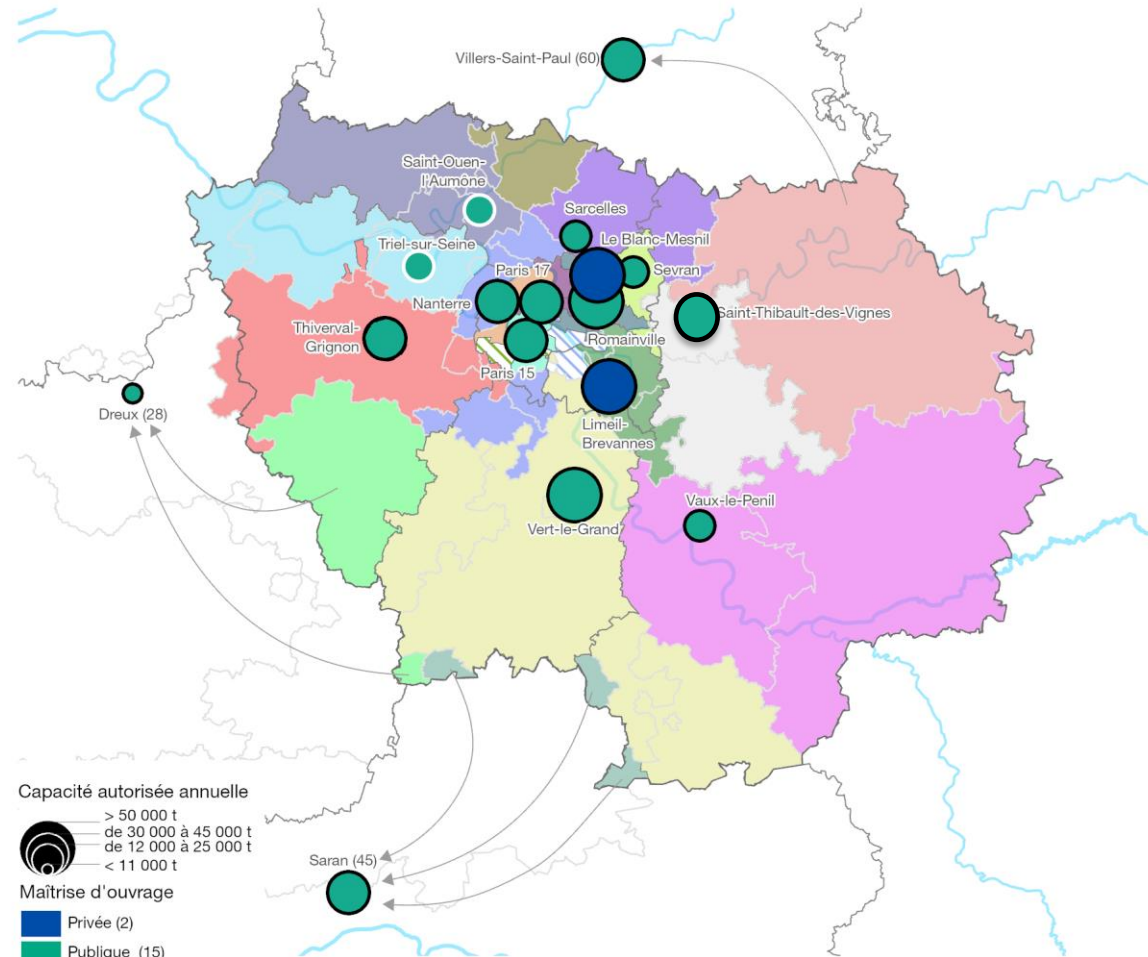 Villers-Saint-Paul (60)
Saint-Ouen-
l'Aumône
Sarcelles
Le Blanc-Mesnil
Triel-sur-Seine
Paris 17
Sevran
Nanterre
Saint-Thibault-des-Vignes
Thiverval-
Grignon
Romainville
Paris 15
Dreux (28)
Limeil-
Brevannes
Vaux-le-Penil
Vert-le-Grand
Capacité autorisée annuelle
> 50 000 t
de 30 000 à 45 000 t
de 12 000 à 25 000 t
< 11 000 t
Saran (45)
Maîtrise d'ouvrage
Privée (2)
Publique (15)